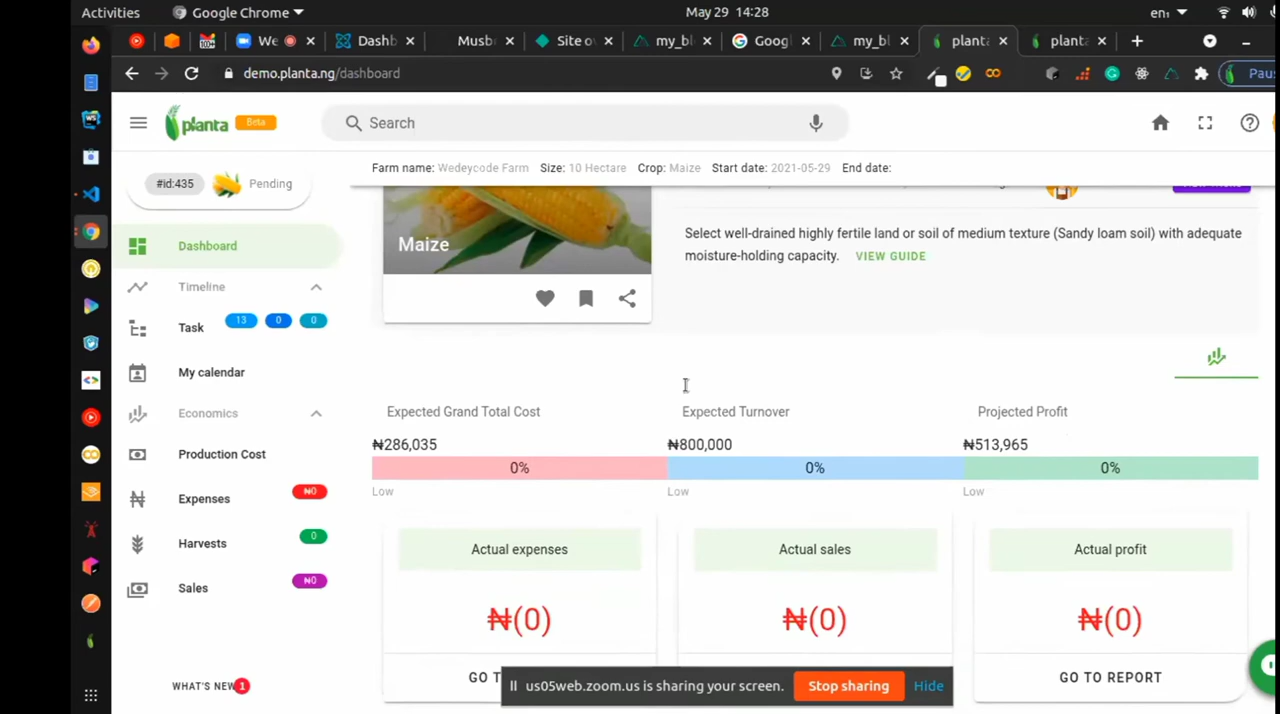 Activities
Google Chrome
May 29 14:28
en₁
We
Dashb
Musb
Site o
my_bl
Googl
my_bl
planta
planta
demo.planta.ng/dashboard
Pau
planta
Beta
Search
Farm name: Wedeycode Farm Size: 10 Hectare Crop: Maize Start date: 2021-05-29 End date:
#id:435
Pending
Maize
Select well-drained highly fertile land or soil of medium texture (Sandy loam soil) with adequate
moisture-holding capacity. VIEW GUIDE
Dashboard
Timeline
Task
13
0
0
My calendar
Economics
Production Cost
Expenses
₦0
Harvests
0
Sales
₦0
WHAT'S NEW
1
Expected Grand Total Cost
Expected Turnover
Projected Profit
₦286,035
₦800,000
₦513,965
0%
0%
0%
Low
Low
Low
Actual expenses
Actual sales
Actual profit
₦(0)
₦(0)
₦(0)
GO T
GO TO REPORT
us05web.zoom.us is sharing your screen.
Stop sharing
Hide